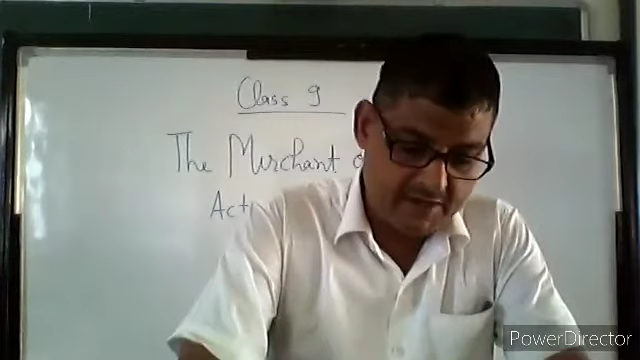 Class 9
The Merchant o
Act
PowerDirector